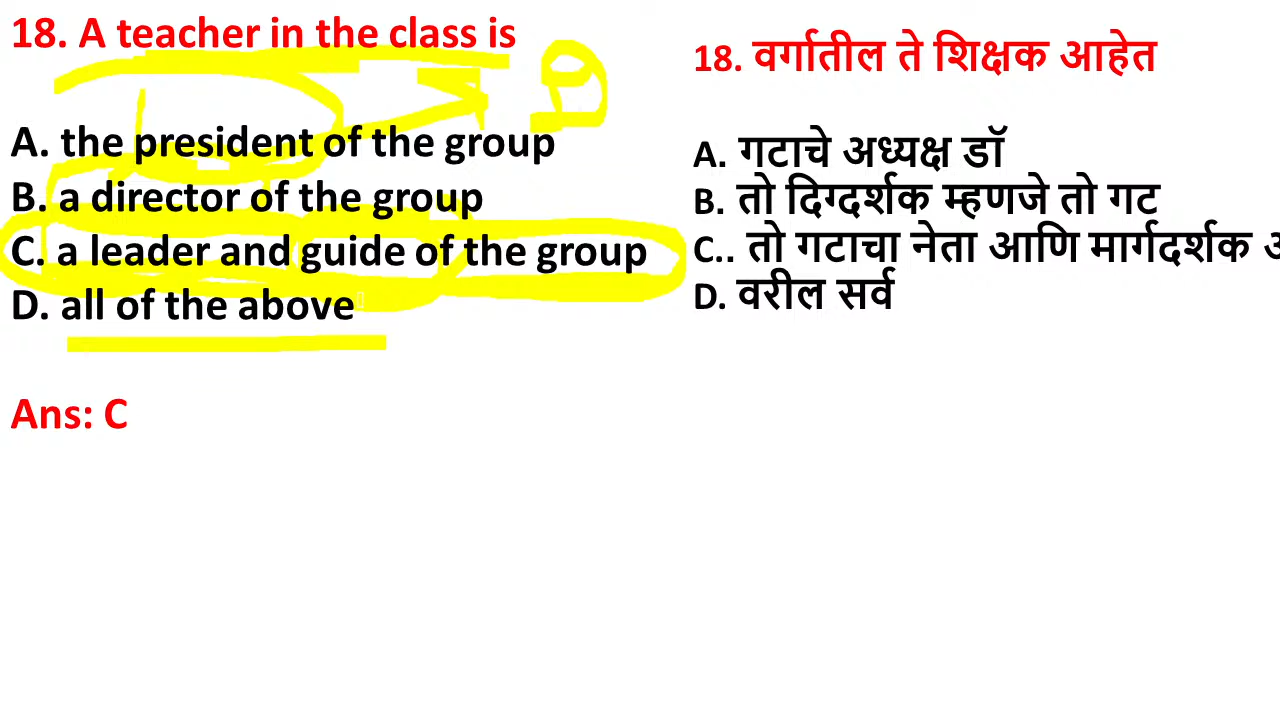 18. A teacher in the class is
A. the president of the group
B. a director of the group
C. a leader and guide of the group
D. all of the above
Ans: C
18. वर्गातील ते शिक्षक आहेत
A. गटाचे अध्यक्ष डॉ
B. तो दिग्दर्शक म्हणजे तो गट
C.. तो गटाचा नेता आणि मार्गदर्शक
D. वरील सर्व